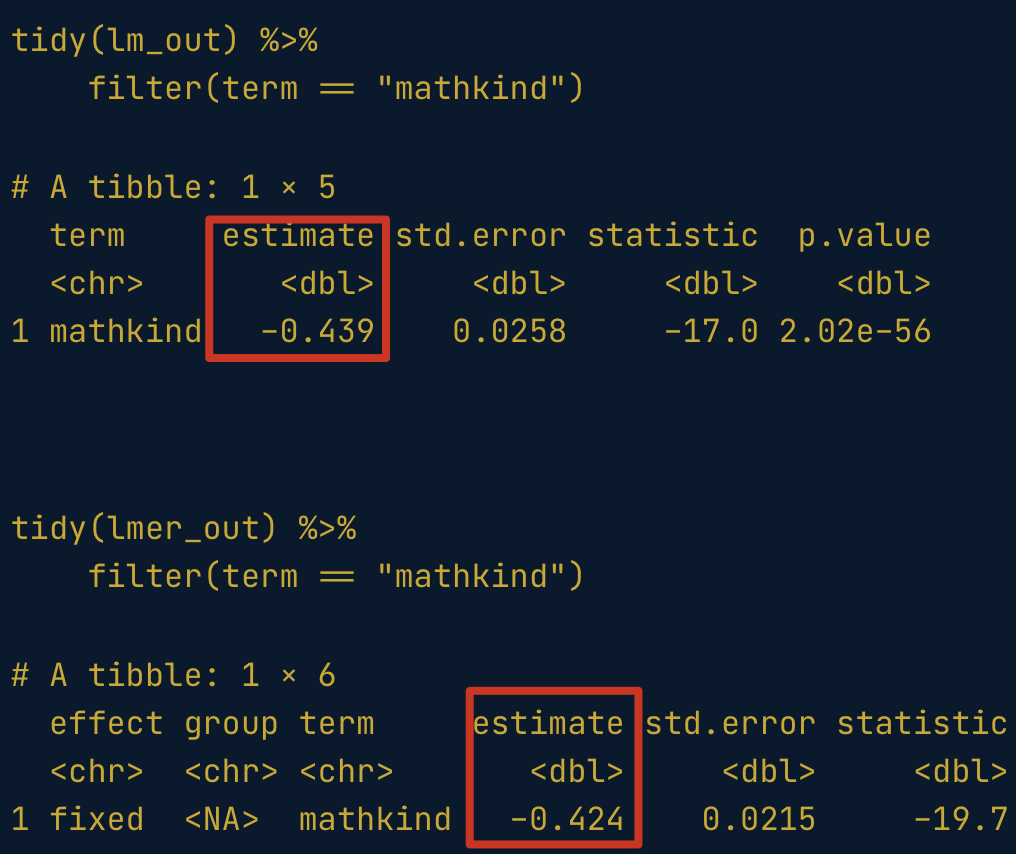 tidy(lm_out) %>%
    filter(term == "mathkind")
# A tibble: 1 × 5
  term     estimate std.error statistic  p.value
  <chr>       <dbl>     <dbl>     <dbl>    <dbl>
1 mathkind   -0.439    0.0258     -17.0 2.02e-56
tidy(lmer_out) %>%
    filter(term == "mathkind")
# A tibble: 1 × 6
  effect group term     estimate std.error statistic
  <chr>  <chr> <chr>       <dbl>     <dbl>     <dbl>
1 fixed  <NA>  mathkind   -0.424    0.0215     -19.7